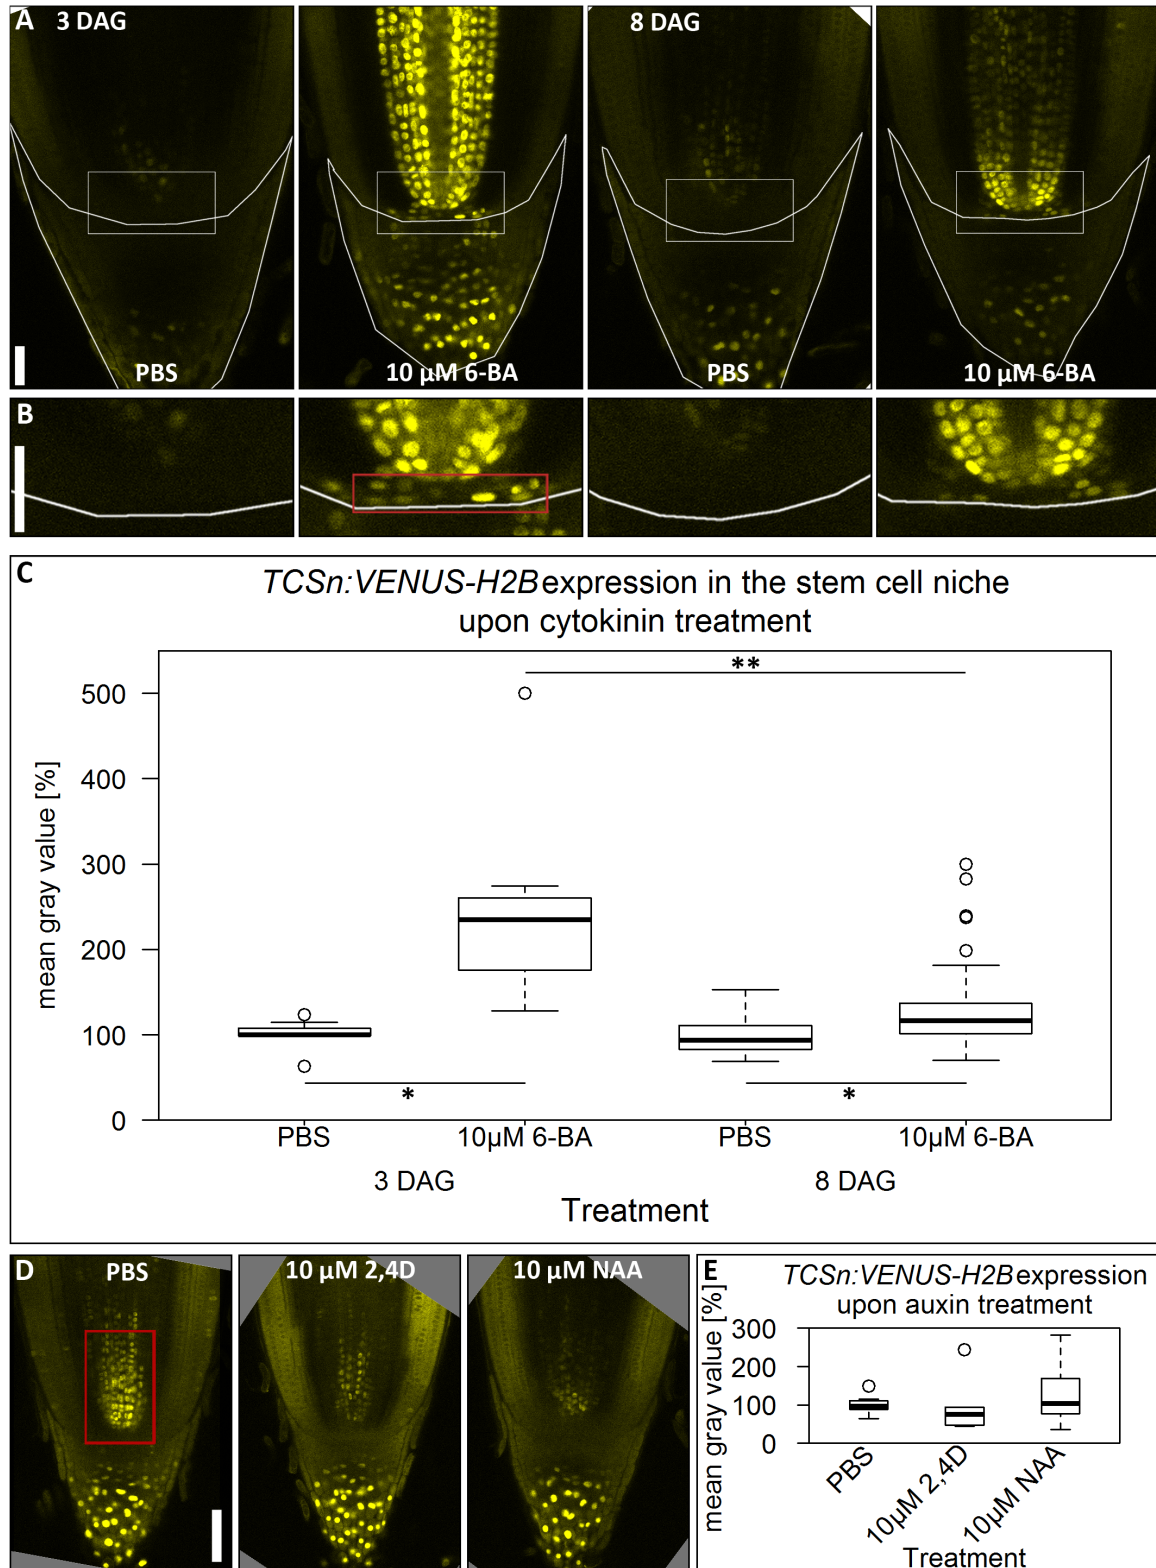 A 3 DAG 8 DAG
PBS 10 µM 6-BA PBS 10 µM 6-BA
B
C
TCSn:VENUS-H2B expression in the stem cell niche
upon cytokinin treatment
**
500
400
300
200
100
0
mean gray value [%]
* *
PBS 10µM 6-BA PBS 10µM 6-BA
3 DAG 8 DAG
Treatment
D PBS 10 µM 2,4D 10 µM NAA
E
TCSn:VENUS-H2B expression
upon auxin treatment
300
200
100
0
mean gray value [%]
PBS 10µM 2,4D 10µM NAA
Treatment